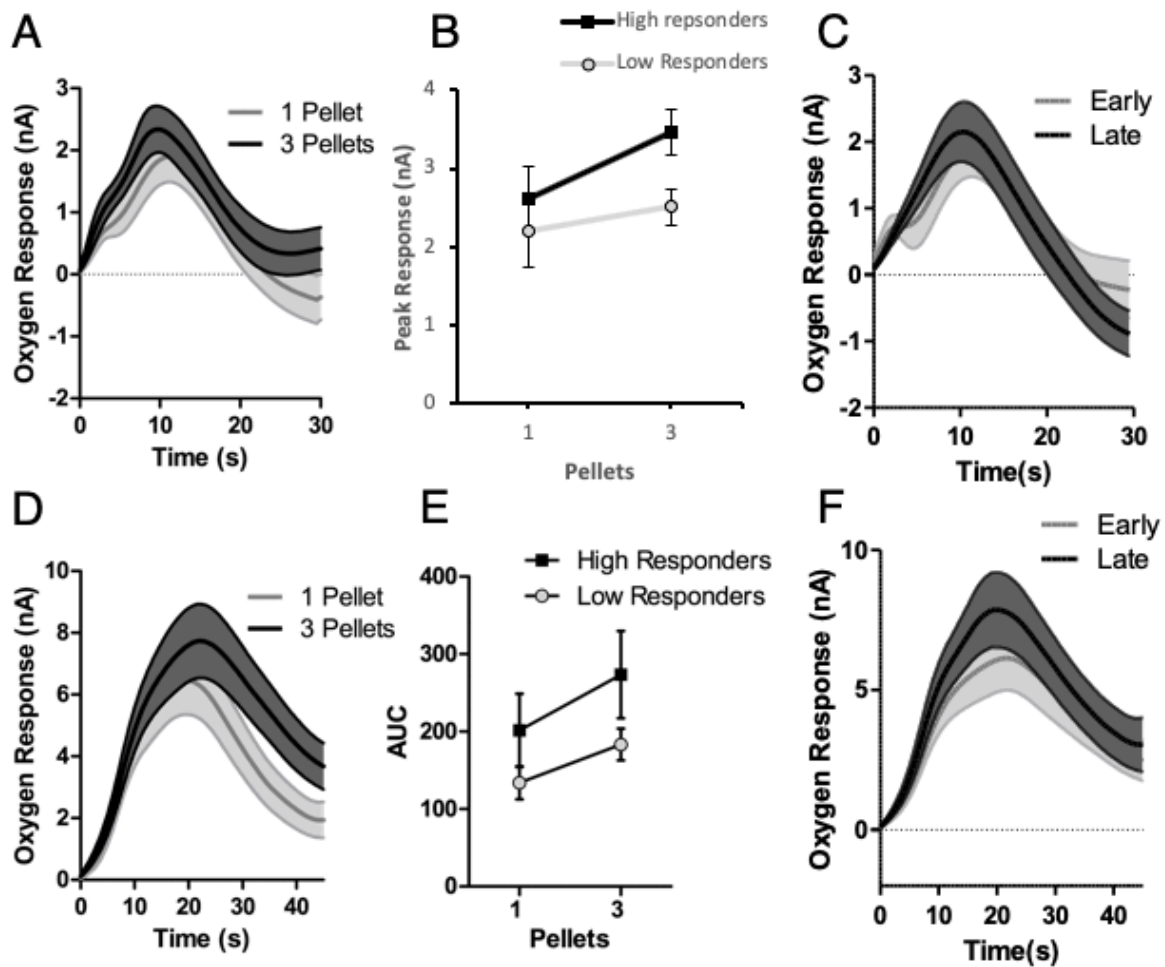 A
Oxygen Response (nA)
3
2
1
0
-1
-2
1 Pellet
3 Pellets
0
10
20
30
Time (s)
B
High repsonders
Low Responders
Peak Response (nA)
4
3
2
1
0
1
3
Pellets
C
Oxygen Response (nA)
3
2
1
0
-1
-2
Early
Late
0
10
20
30
Time(s)
D
Oxygen Response (nA)
10
8
6
4
2
0
1 Pellet
3 Pellets
0
10
20
30
40
Time (s)
E
High Responders
Low Responders
AUC
400
300
200
100
0
1
3
Pellets
F
Early
Late
Oxygen Response (nA)
10
5
0
0
10
20
30
40
Time(s)